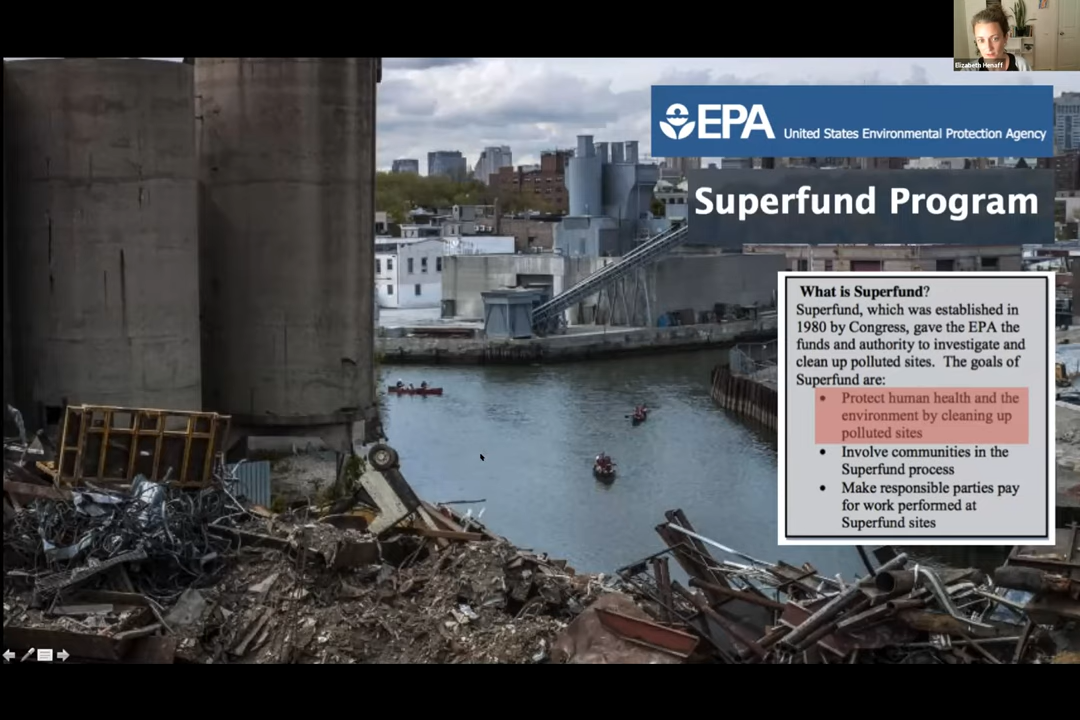 Elizabeth Henaff
EPA United States Environmental Protection Agency
Superfund Program
What is Superfund?
Superfund, which was established in
1980 by Congress, gave the EPA the
funds and authority to investigate and
clean up polluted sites. The goals of
Superfund are:
• Protect human health and the
environment by cleaning up
polluted sites
• Involve communities in the
Superfund process
• Make responsible parties pay
for work performed at
Superfund sites